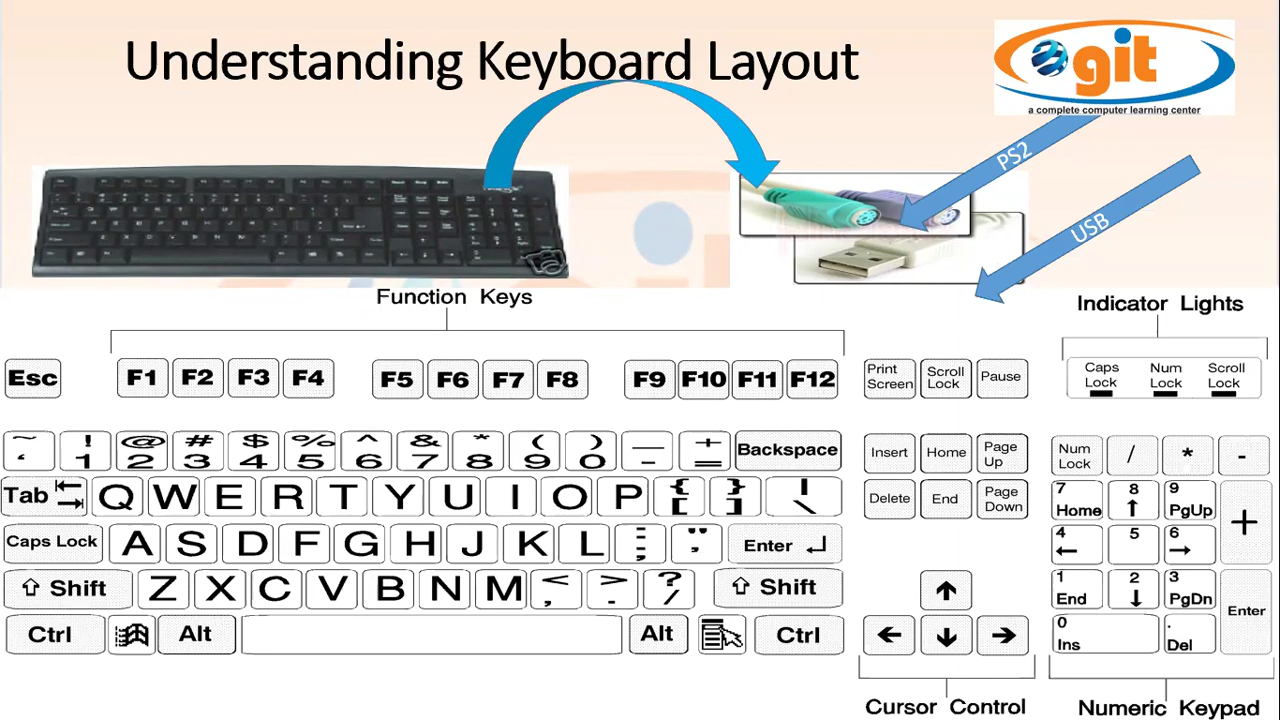 Understanding Keyboard Layout
egit
a complete computer learning center
PS2
USB
Function Keys
Indicator Lights
Esc F1 F2 F3 F4 F5 F6 F7 F8 F9 F10 F11 F12
Print Screen
Scroll Lock
Pause
Caps Lock
Num Lock
Scroll Lock
~ ! @ # $ % ^ & * ( ) — +
‘ 1 2 3 4 5 6 7 8 9 0 - = Backspace
Insert Home Page Up
Num Lock / * -
Tab Q W E R T Y U I O P { [ } ] ! \
Delete End Page Down
7 Home 8 ↑ 9 PgUp +
Caps Lock A S D F G H J K L : ; " ' Enter ↵
4 ← 5 6 → 
⇧ Shift Z X C V B N M < , > . ? / ⇧ Shift
↑
1 End 2 ↓ 3 PgDn Enter
Ctrl Alt Alt Ctrl
← ↓ →
0 Ins . Del
Cursor Control
Numeric Keypad